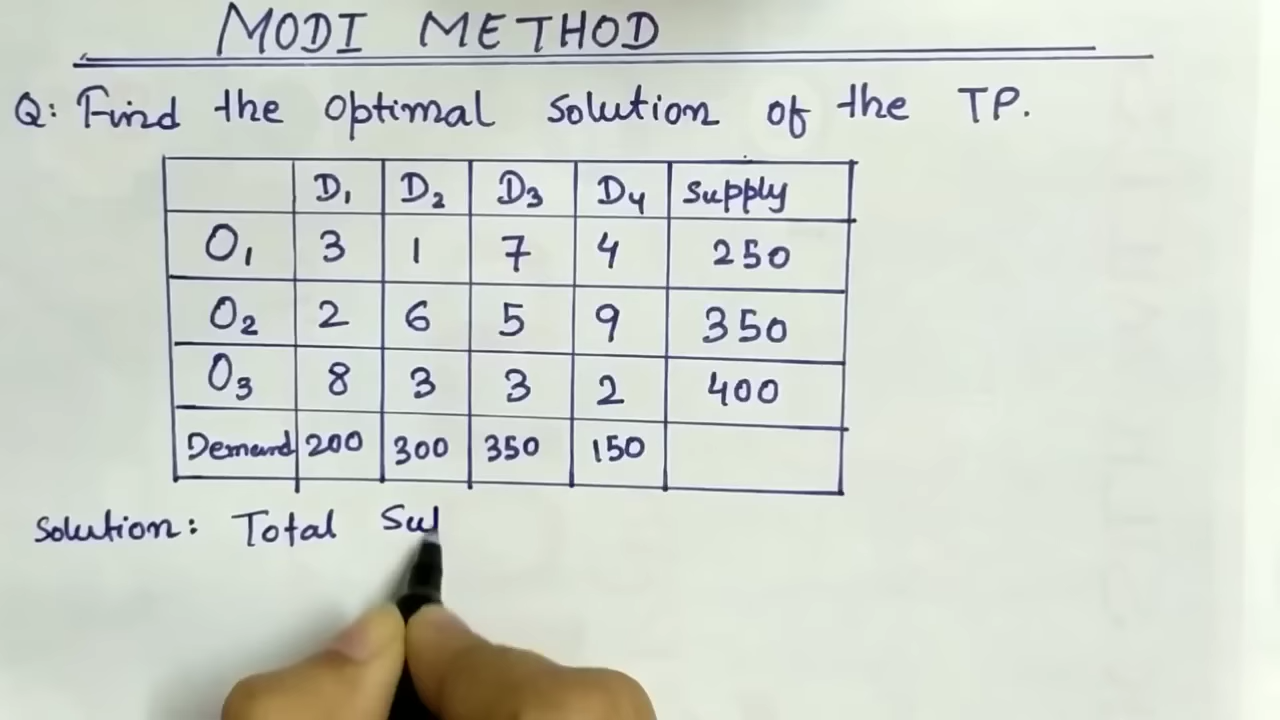 MODI METHOD
Q: Find the optimal solution of the TP.
D1 D2 D3 D4 Supply
O1 3 1 7 4 250
O2 2 6 5 9 350
O3 8 3 3 2 400
Demand 200 300 350 150
Solution: Total Su